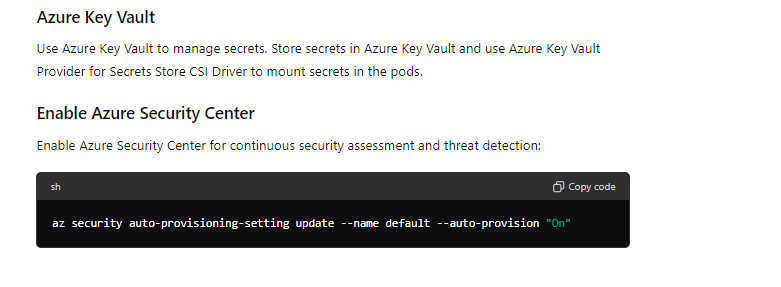 Azure Key Vault
Use Azure Key Vault to manage secrets. Store secrets in Azure Key Vault and use Azure Key Vault
Provider for Secrets Store CSI Driver to mount secrets in the pods.
Enable Azure Security Center
Enable Azure Security Center for continuous security assessment and threat detection:
sh
Copy code
az security auto-provisioning-setting update --name default --auto-provision "On"